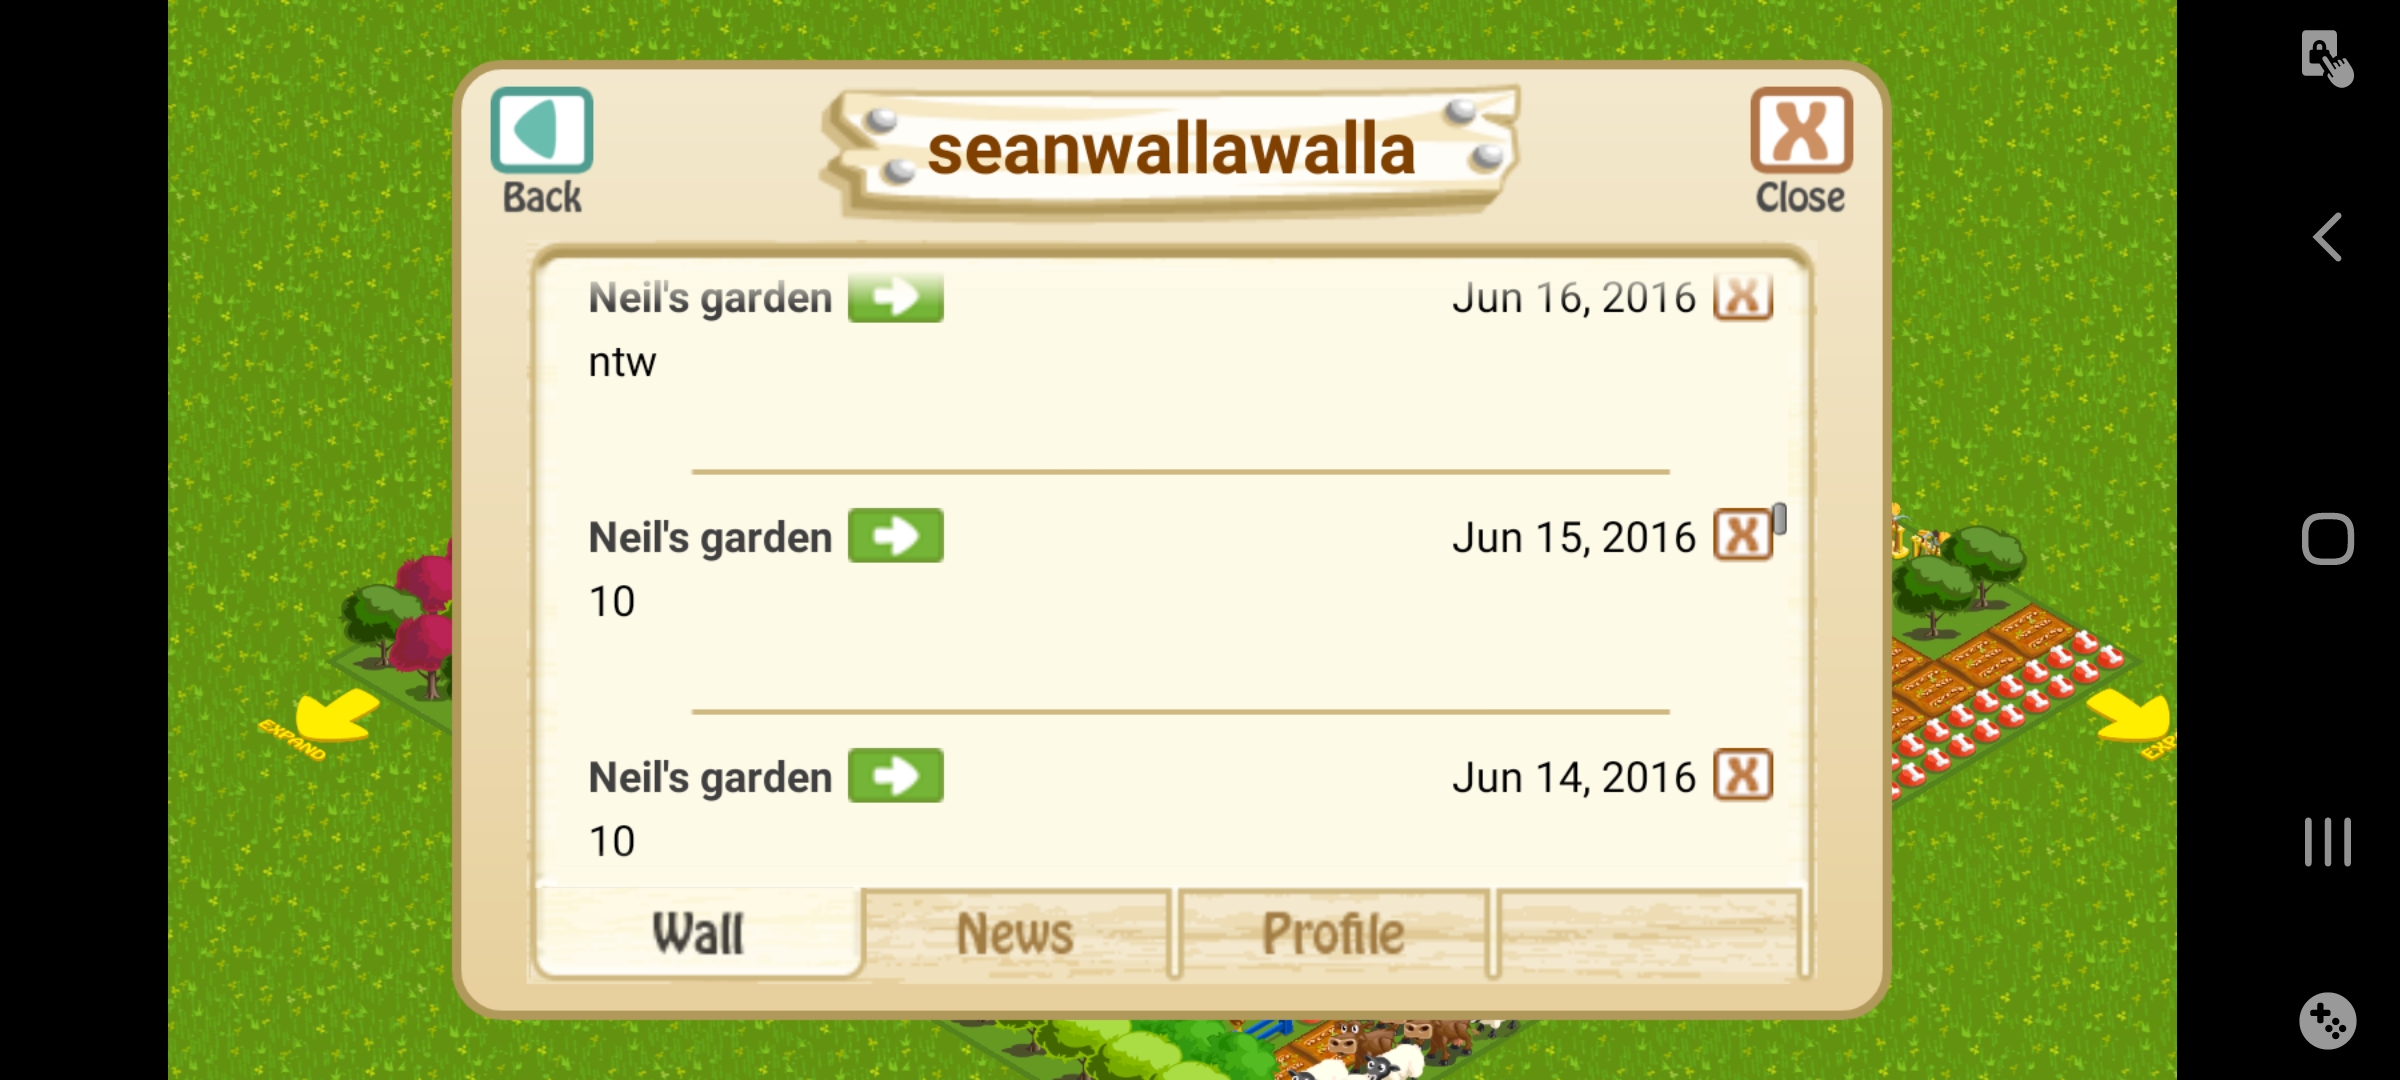 Back
seanwallawalla
Close
Neil's garden
Jun 16, 2016
ntw
Neil's garden
Jun 15, 2016
10
Neil's garden
Jun 14, 2016
10
EXPAND
EXP
Wall
News
Profile